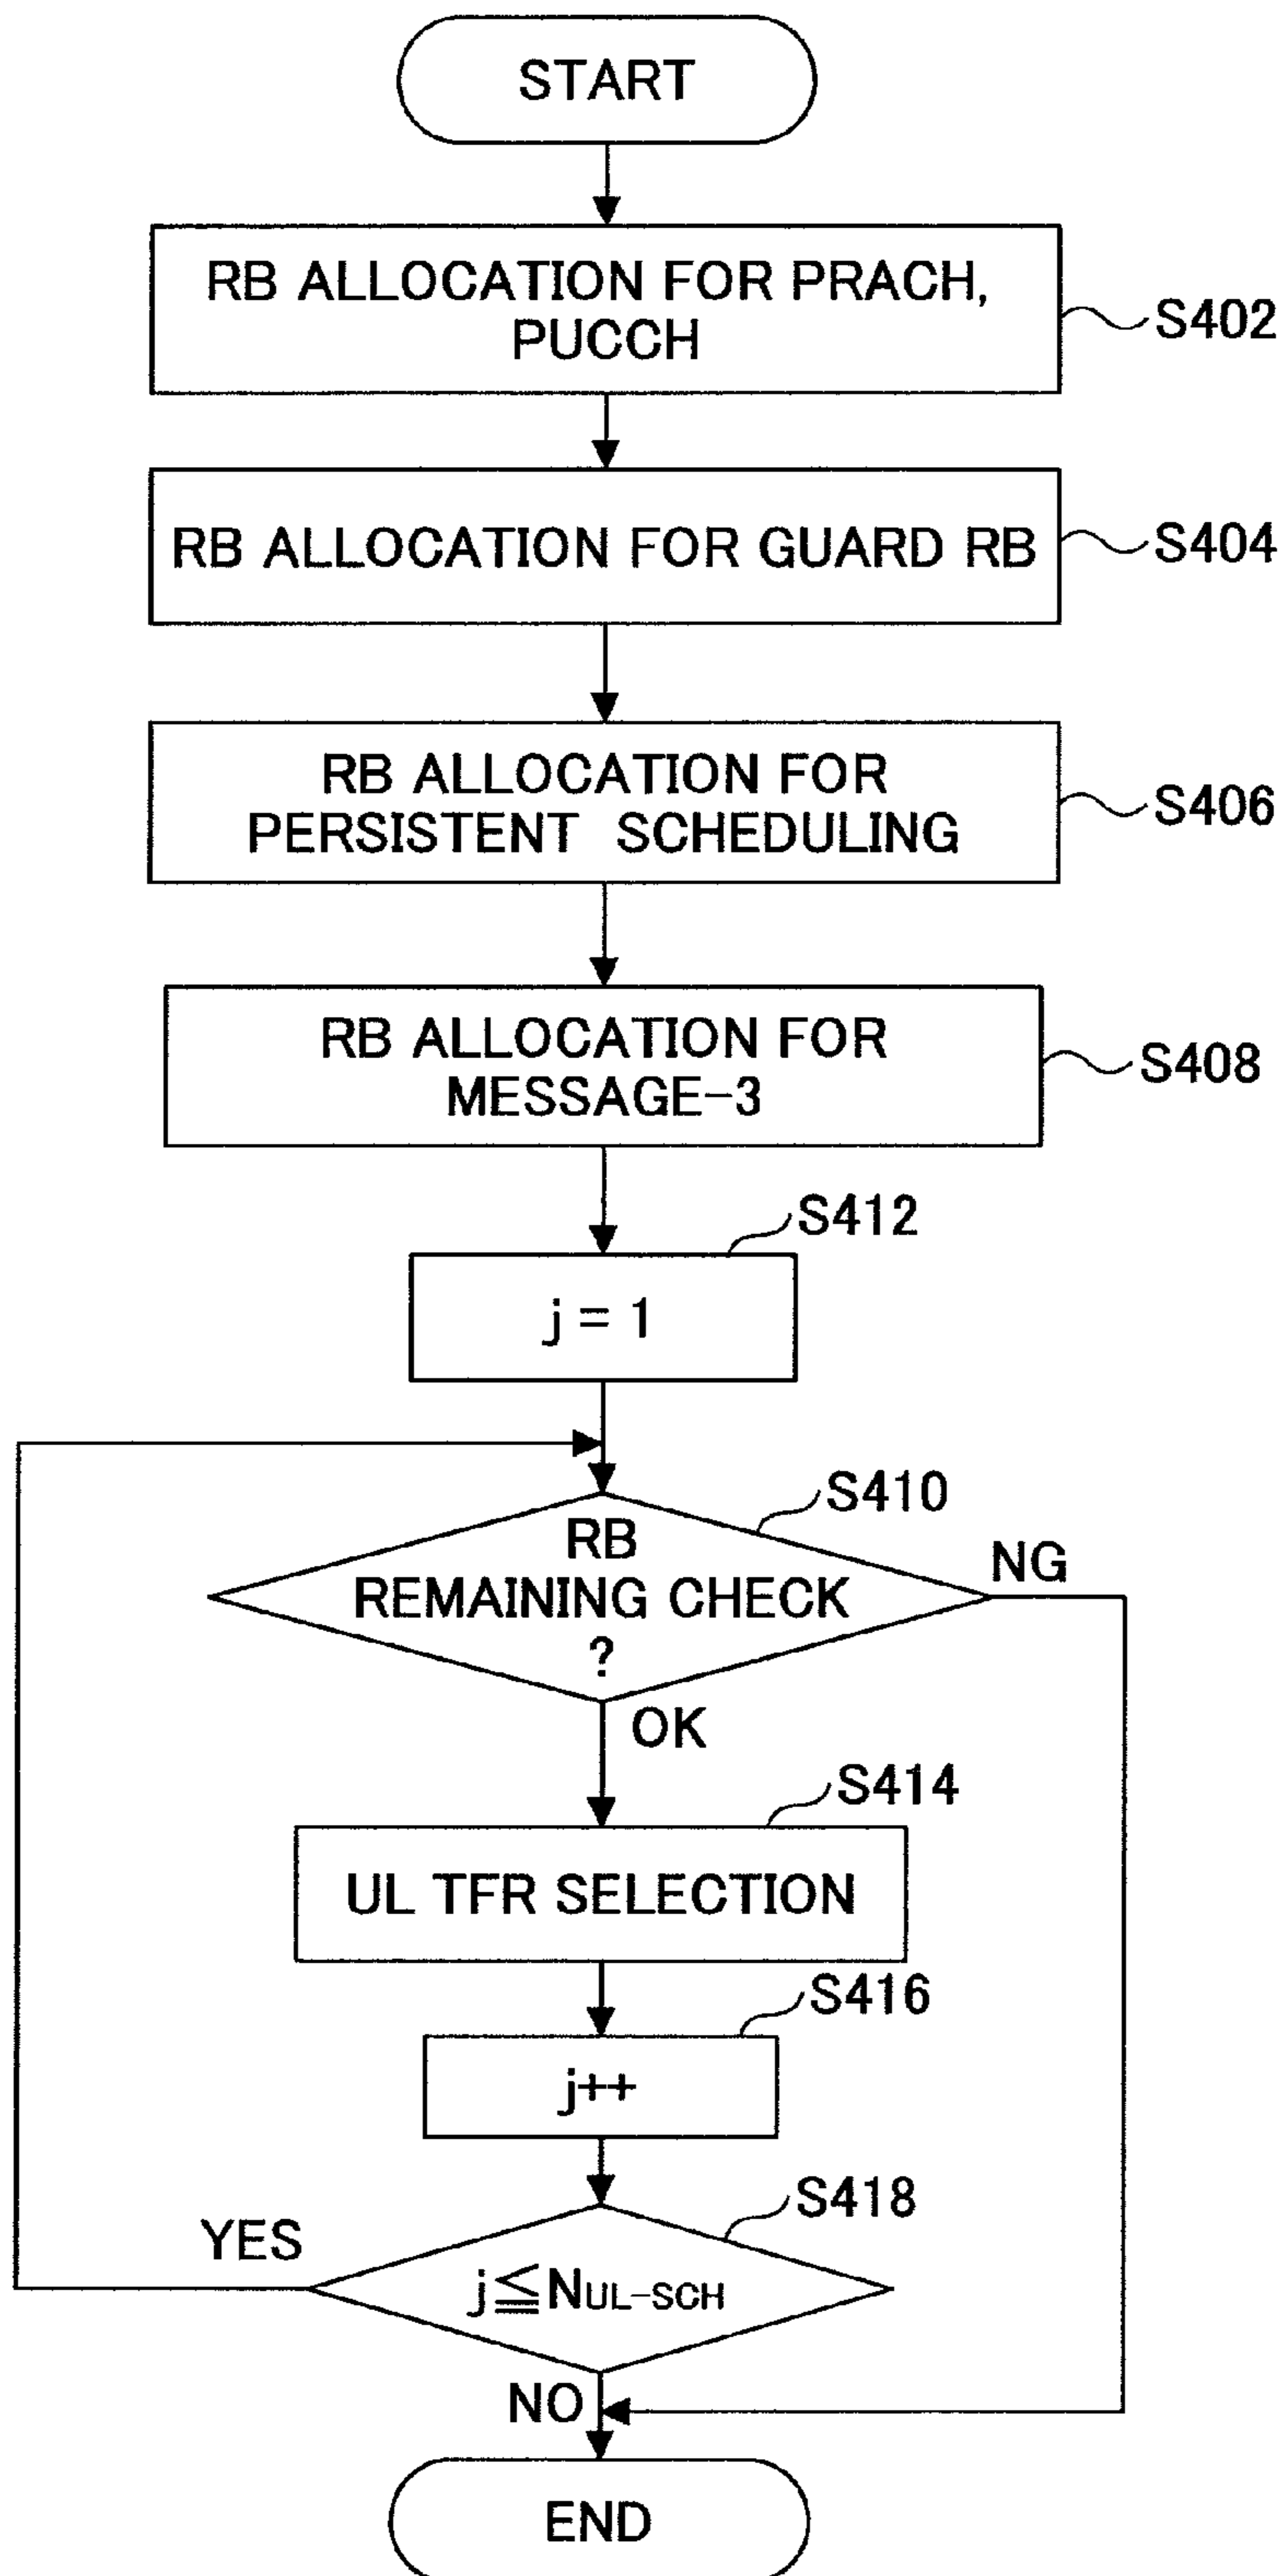 START
RB ALLOCATION FOR PRACH,
PUCCH
S402
RB ALLOCATION FOR GUARD RB
S404
RB ALLOCATION FOR
PERSISTENT SCHEDULING
S406
RB ALLOCATION FOR
MESSAGE-3
S408
S412
j = 1
S410
RB
REMAINING CHECK
?
NG
OK
S414
UL TFR SELECTION
S416
j++
S418
YES
j≦NUL-SCH
NO
END